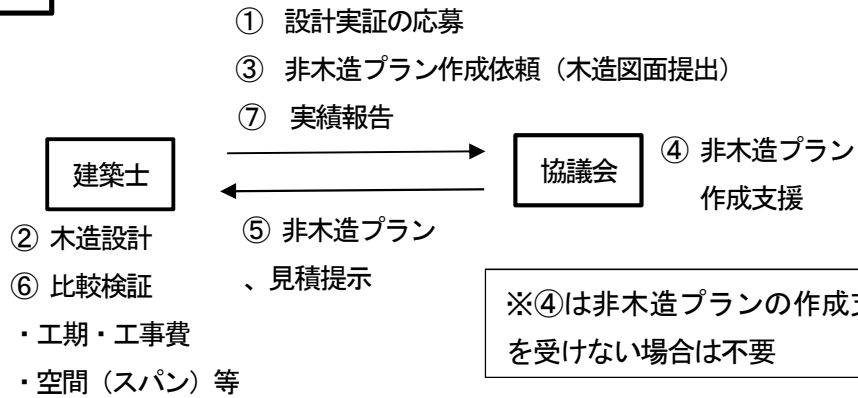 ① 設計実証の応募
③ 非木造プラン作成依頼（木造図面提出）
⑦ 実績報告
建築士
協議会
④ 非木造プラン
作成支援
② 木造設計
⑥ 比較検証
・工期・工事費
・空間（スパン）等
⑤ 非木造プラン
、見積提示
※④は非木造プランの作成支
を受けない場合は不要